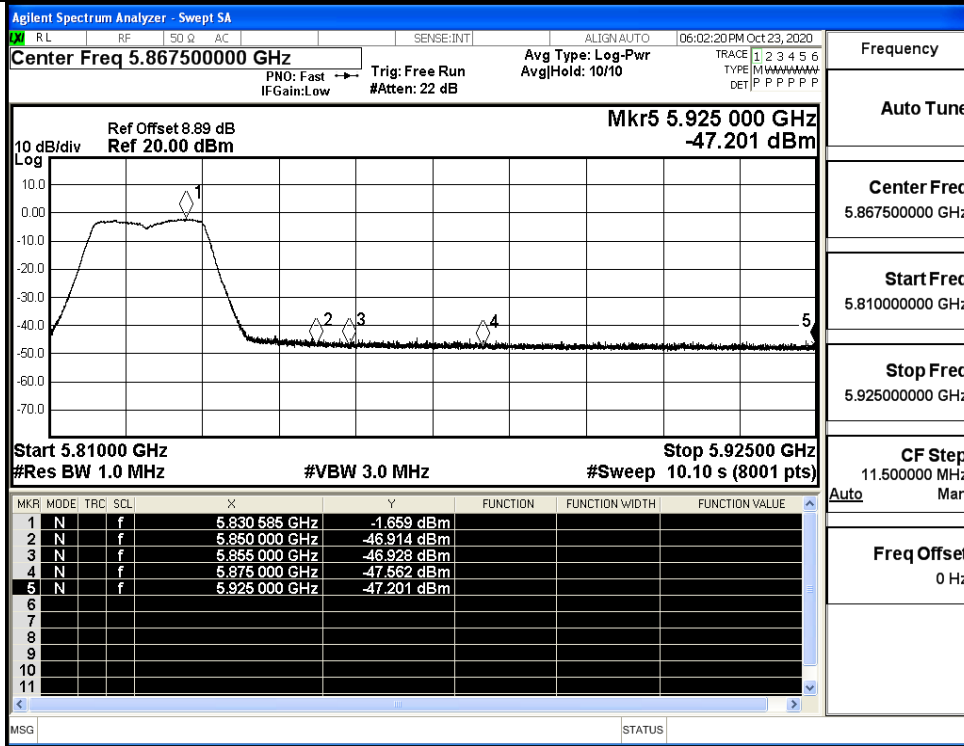 Agilent Spectrum Analyzer - Swept SA
LXI RL RF 50 Ω AC SENSE:INT ALIGN AUTO 06:02:20 PM Oct 23, 2020
Center Freq 5.867500000 GHz
PNO: Fast
IFGain:Low
Trig: Free Run
#Atten: 22 dB
Avg Type: Log-Pwr
Avg|Hold: 10/10
TRACE 1 2 3 4 5 6
TYPE M WWWWW
DET P P P P P P
Mkr5 5.925 000 GHz
-47.201 dBm
Ref Offset 8.89 dB
10 dB/div Ref 20.00 dBm
Log
10.0
0.00
-10.0
-20.0
-30.0
-40.0
-50.0
-60.0
-70.0
1
2
3
4
5
Start 5.81000 GHz Stop 5.92500 GHz
#Res BW 1.0 MHz #VBW 3.0 MHz #Sweep 10.10 s (8001 pts)
MKR MODE TRC SCL X Y FUNCTION FUNCTION WIDTH FUNCTION VALUE
1 N f 5.830 585 GHz -1.659 dBm
2 N f 5.850 000 GHz -46.914 dBm
3 N f 5.855 000 GHz -46.928 dBm
4 N f 5.875 000 GHz -47.562 dBm
5 N f 5.925 000 GHz -47.201 dBm
6
7
8
9
10
11
MSG STATUS
Frequency
Auto Tune
Center Freq
5.867500000 GHz
Start Freq
5.810000000 GHz
Stop Freq
5.925000000 GHz
CF Step
11.500000 MHz
Auto Man
Freq Offset
0 Hz